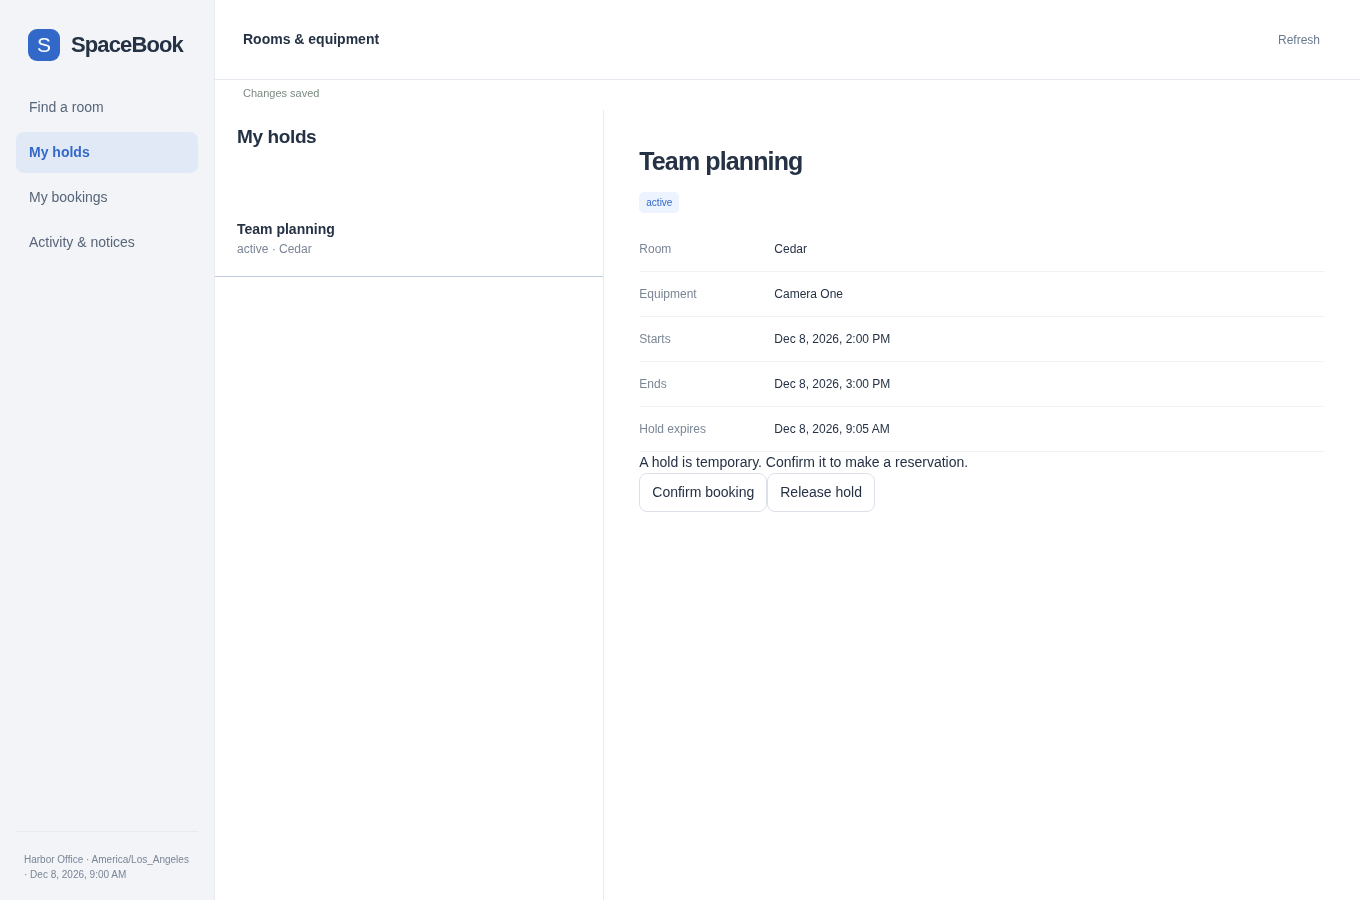 S SpaceBook
Find a room
My holds
My bookings
Activity & notices
Harbor Office · America/Los_Angeles
· Dec 8, 2026, 9:00 AM
Rooms & equipment
Refresh
Changes saved
My holds
Team planning
active · Cedar
Team planning
active
Room Cedar
Equipment Camera One
Starts Dec 8, 2026, 2:00 PM
Ends Dec 8, 2026, 3:00 PM
Hold expires Dec 8, 2026, 9:05 AM
A hold is temporary. Confirm it to make a reservation.
Confirm booking Release hold